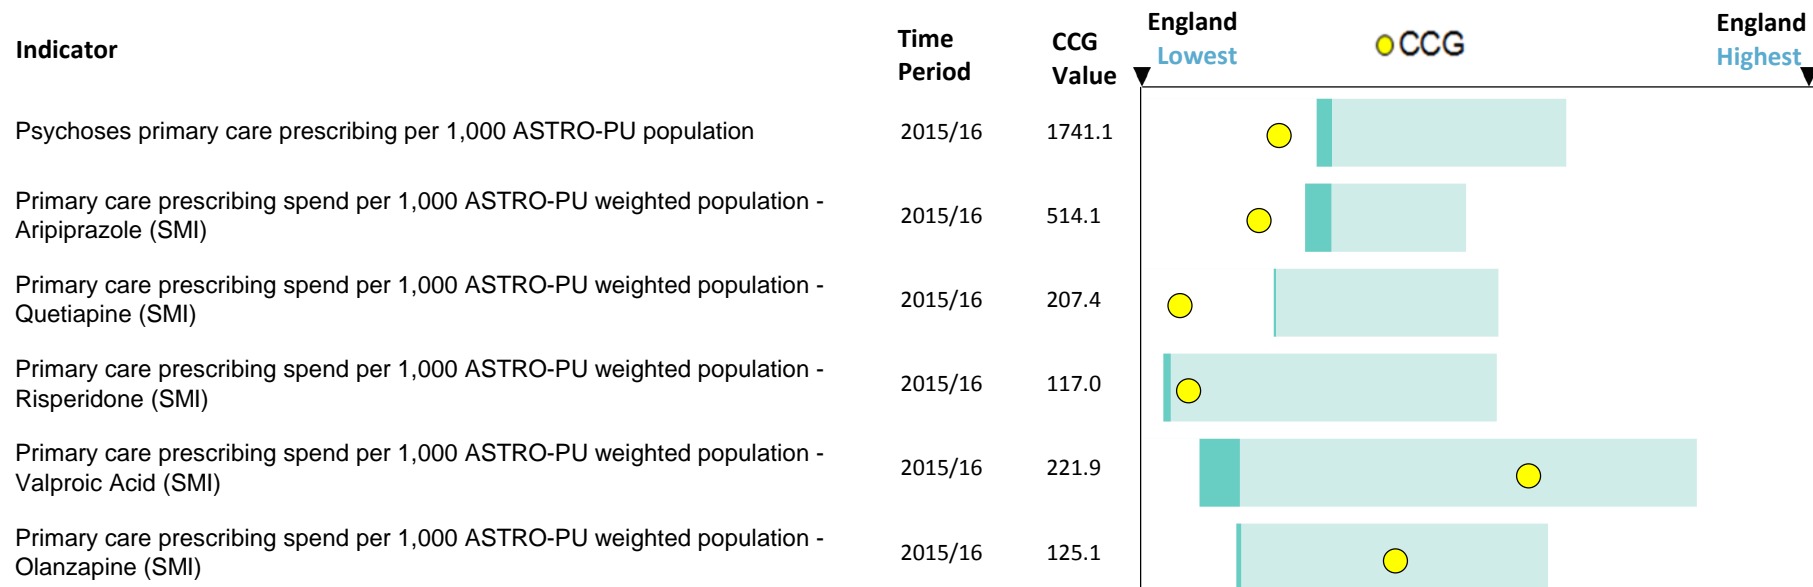 Indicator
Time
Period
CCG
Value
England
Lowest
CCG
England
Highest
Psychoses primary care prescribing per 1,000 ASTRO-PU population
2015/16
1741.1
Primary care prescribing spend per 1,000 ASTRO-PU weighted population -
Aripiprazole (SMI)
2015/16
514.1
Primary care prescribing spend per 1,000 ASTRO-PU weighted population -
Quetiapine (SMI)
2015/16
207.4
Primary care prescribing spend per 1,000 ASTRO-PU weighted population -
Risperidone (SMI)
2015/16
117.0
Primary care prescribing spend per 1,000 ASTRO-PU weighted population -
Valproic Acid (SMI)
2015/16
221.9
Primary care prescribing spend per 1,000 ASTRO-PU weighted population -
Olanzapine (SMI)
2015/16
125.1